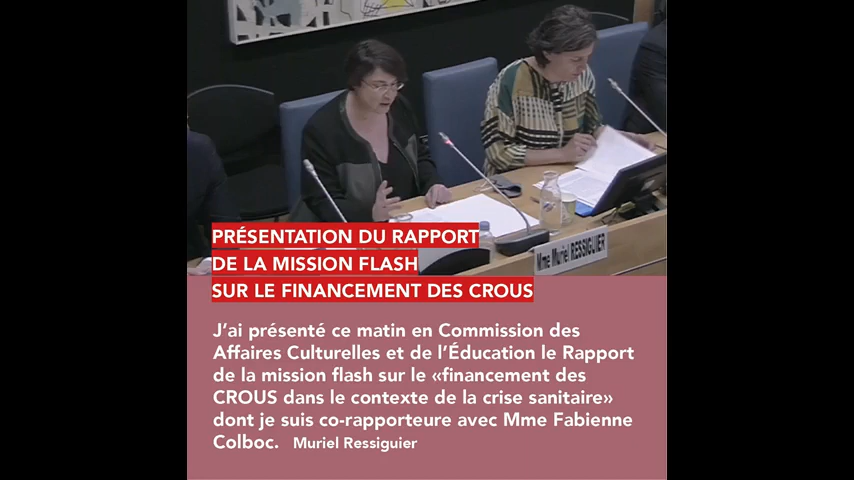 Mme Muriel RESSIGUIER
PRÉSENTATION DU RAPPORT
DE LA MISSION FLASH
SUR LE FINANCEMENT DES CROUS
J’ai présenté ce matin en Commission des
Affaires Culturelles et de l’Éducation le Rapport
de la mission flash sur le «financement des
CROUS dans le contexte de la crise sanitaire»
dont je suis co-rapporteure avec Mme Fabienne
Colboc. Muriel Ressiguier